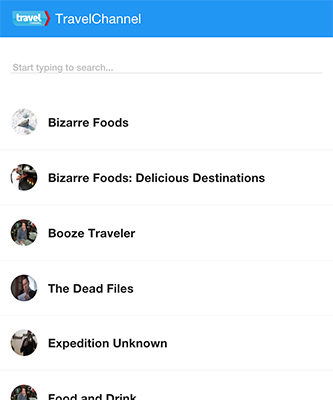 travel TravelChannel
Start typing to search...
Bizarre Foods
Bizarre Foods: Delicious Destinations
Booze Traveler
The Dead Files
Expedition Unknown
Food and Drink